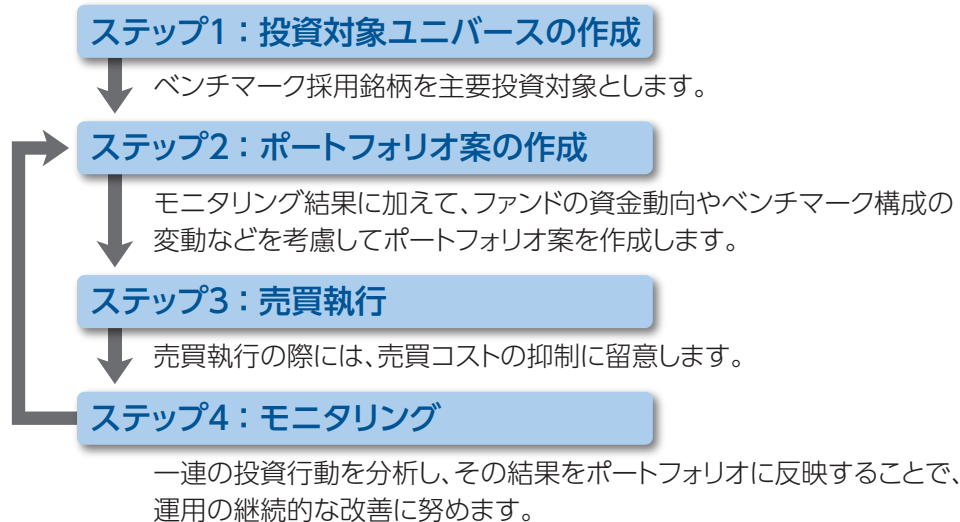 ステップ1：投資対象ユニバースの作成
ベンチマーク採用銘柄を主要投資対象とします。
ステップ2：ポートフォリオ案の作成
モニタリング結果に加えて、ファンドの資金動向やベンチマーク構成の
変動などを考慮してポートフォリオ案を作成します。
ステップ3：売買執行
売買執行の際には、売買コストの抑制に留意します。
ステップ4：モニタリング
一連の投資行動を分析し、その結果をポートフォリオに反映することで、
運用の継続的な改善に努めます。